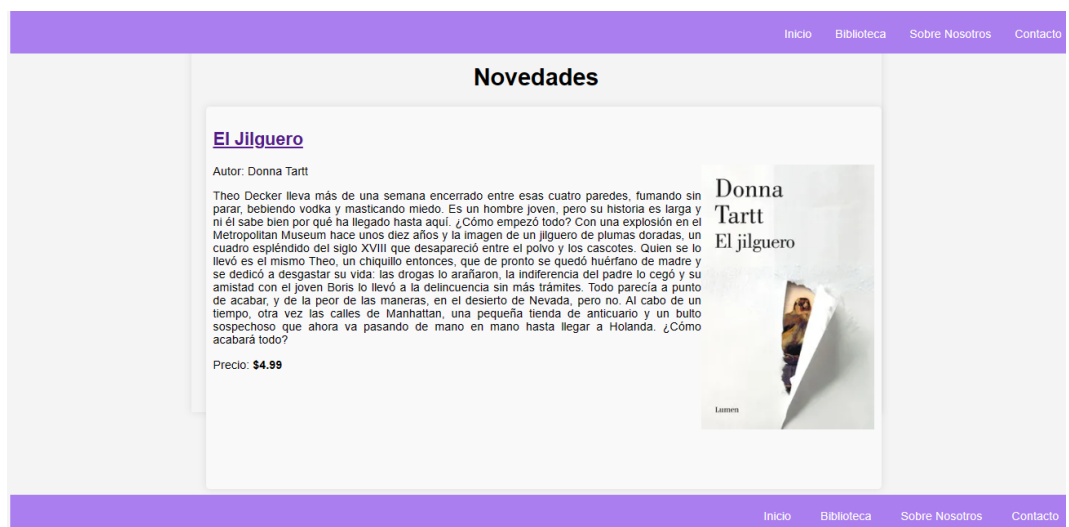 Inicio Biblioteca Sobre Nosotros Contacto
Novedades
El Jilguero
Autor: Donna Tartt
Theo Decker lleva más de una semana encerrado entre esas cuatro paredes, fumando sin
parar, bebiendo vodka y masticando miedo. Es un hombre joven, pero su historia es larga y
ni él sabe bien por qué ha llegado hasta aquí. ¿Cómo empezó todo? Con una explosión en el
Metropolitan Museum hace unos diez años y la imagen de un jilguero de plumas doradas, un
cuadro espléndido del siglo XVIII que desapareció entre el polvo y los cascotes. Quien se lo
llevó es el mismo Theo, un chiquillo entonces, que de pronto se quedó huérfano de madre y
se dedicó a desgastar su vida: las drogas lo arañaron, la indiferencia del padre lo cegó y su
amistad con el joven Boris lo llevó a la delincuencia sin más trámites. Todo parecía a punto
de acabar, y de la peor de las maneras, en el desierto de Nevada, pero no. Al cabo de un
tiempo, otra vez las calles de Manhattan, una pequeña tienda de anticuario y un bulto
sospechoso que ahora va pasando de mano en mano hasta llegar a Holanda. ¿Cómo
acabará todo?
Precio: $4.99
Donna
Tartt
El jilguero
Lumen
Inicio Biblioteca Sobre Nosotros Contacto